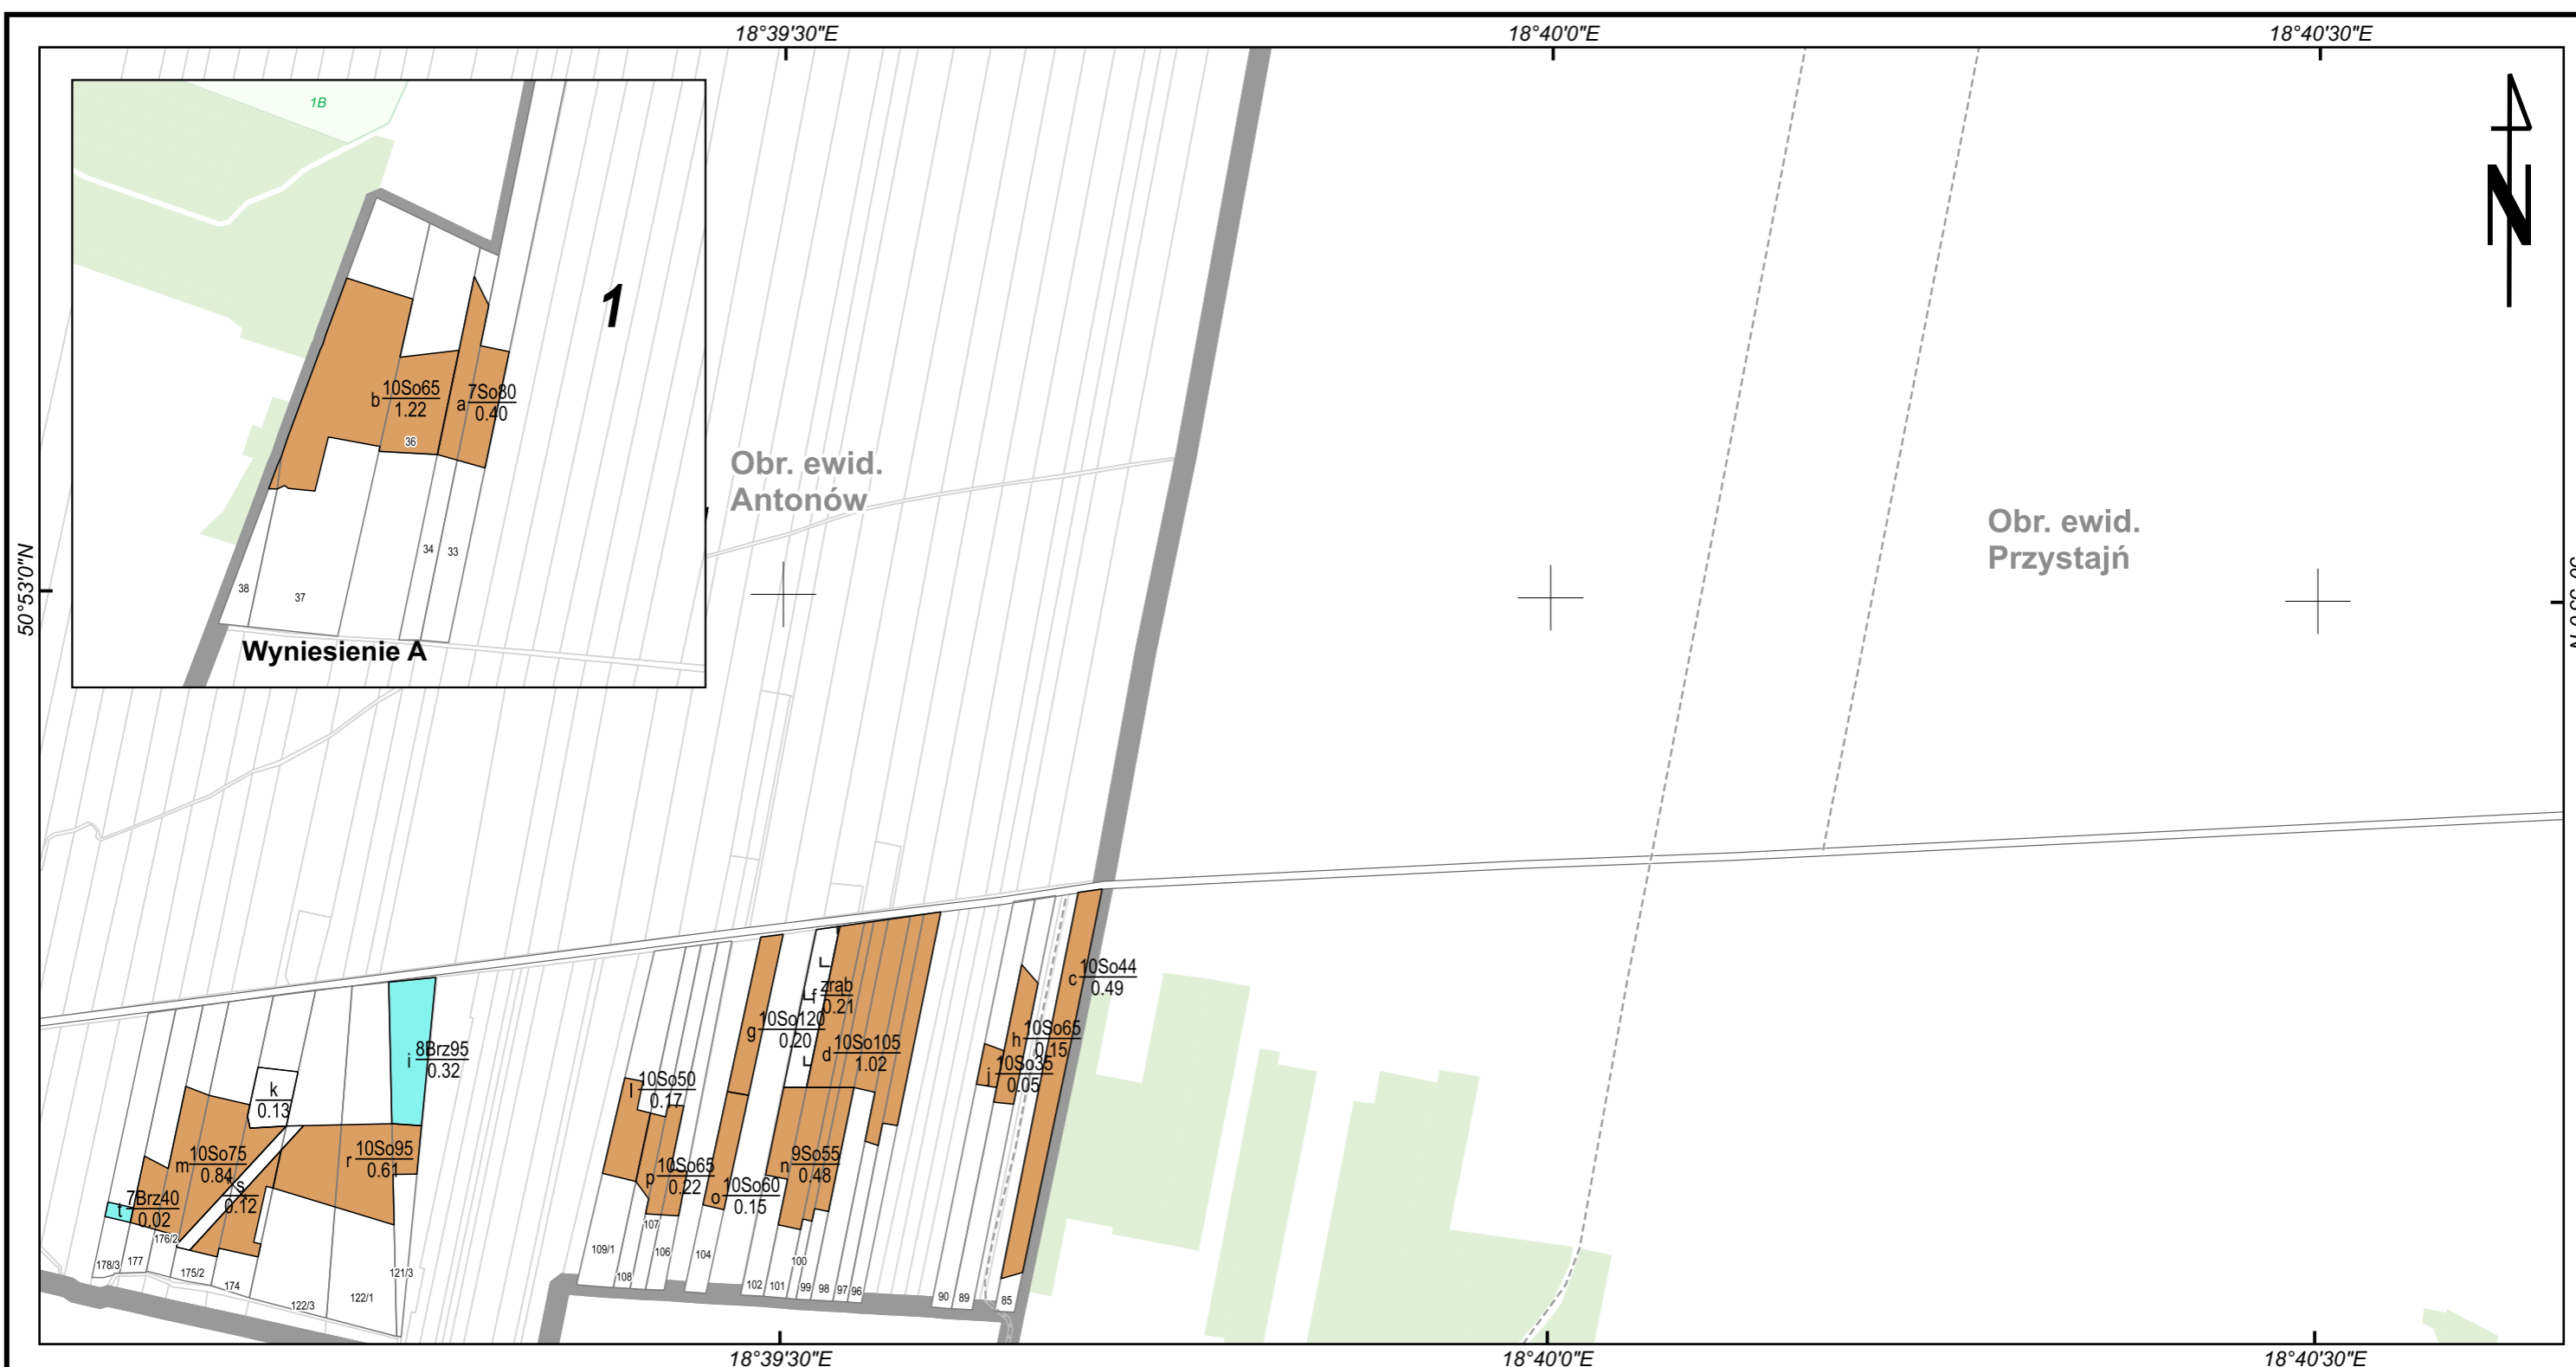 18°39'30"E
18°40'0"E
18°40'30"E
1B
N
1
b 10So65
1.22
a 7So80
0.40
36
34
33
38
37
Wyniesienie A
Obr. ewid.
Antonów
Obr. ewid.
Przystajń
50°53'0"N
c 10So44
0.49
f zrąb
0.21
g 10So120
0.20
h 10So65
0.15
d 10So105
1.02
i 8Brz95
0.32
j 10So35
0.05
l 10So50
0.17
k
0.13
m 10So75
0.84
r 10So95
0.61
n 9So55
0.48
p 10So65
0.22
o 10So60
0.15
s
0.12
t 7Brz40
0.02
178/3
177
176/2
175/2
174
122/3
122/1
121/3
109/1
108
107
106
104
102
101
100
99
98
97
96
90
89
85
18°39'30"E
18°40'0"E
18°40'30"E